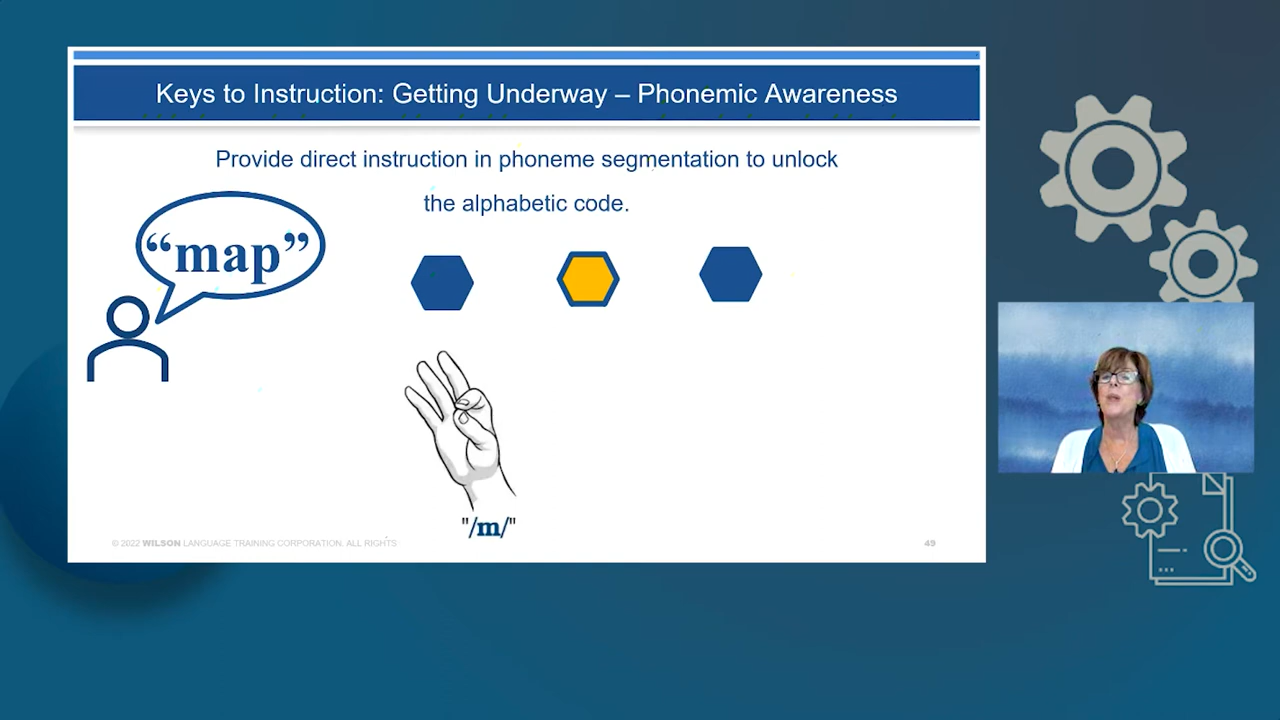 Keys to Instruction: Getting Underway – Phonemic Awareness
Provide direct instruction in phoneme segmentation to unlock
the alphabetic code.
“map”
"/m/"
© 2022 WILSON LANGUAGE TRAINING CORPORATION. ALL RIGHTS
49